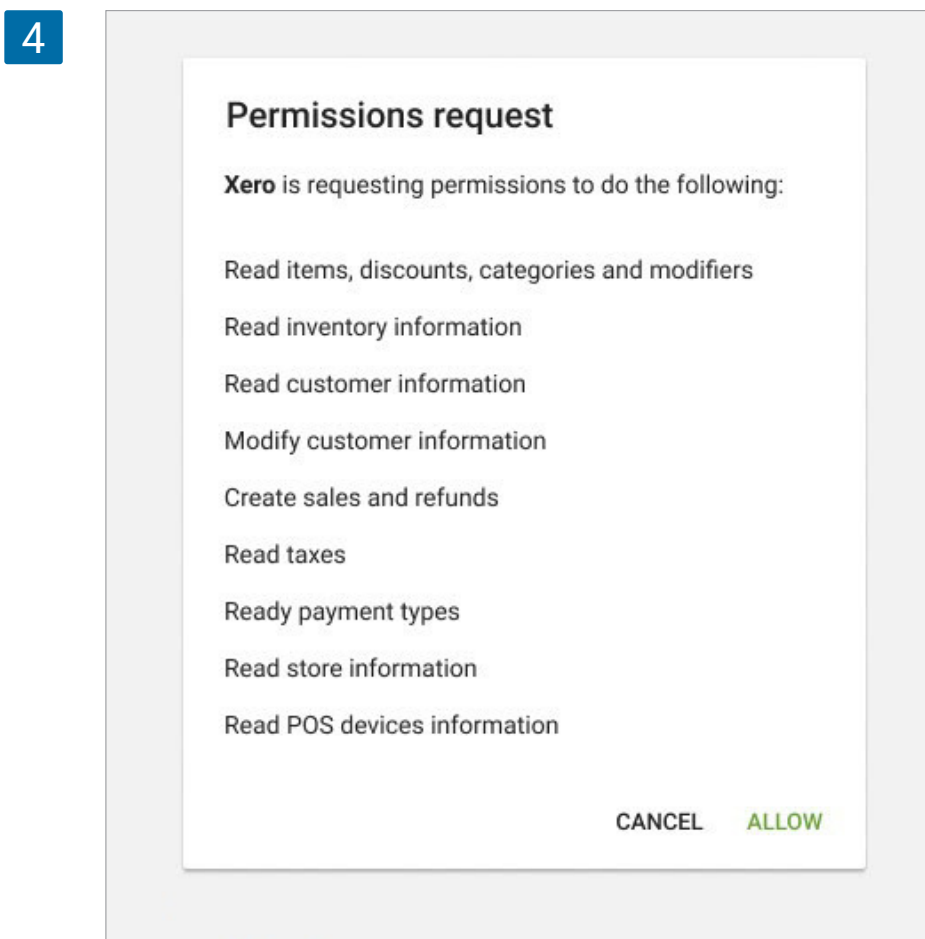 4
Permissions request
Xero is requesting permissions to do the following:
Read items, discounts, categories and modifiers
Read inventory information
Read customer information
Modify customer information
Create sales and refunds
Read taxes
Ready payment types
Read store information
Read POS devices information
CANCEL ALLOW